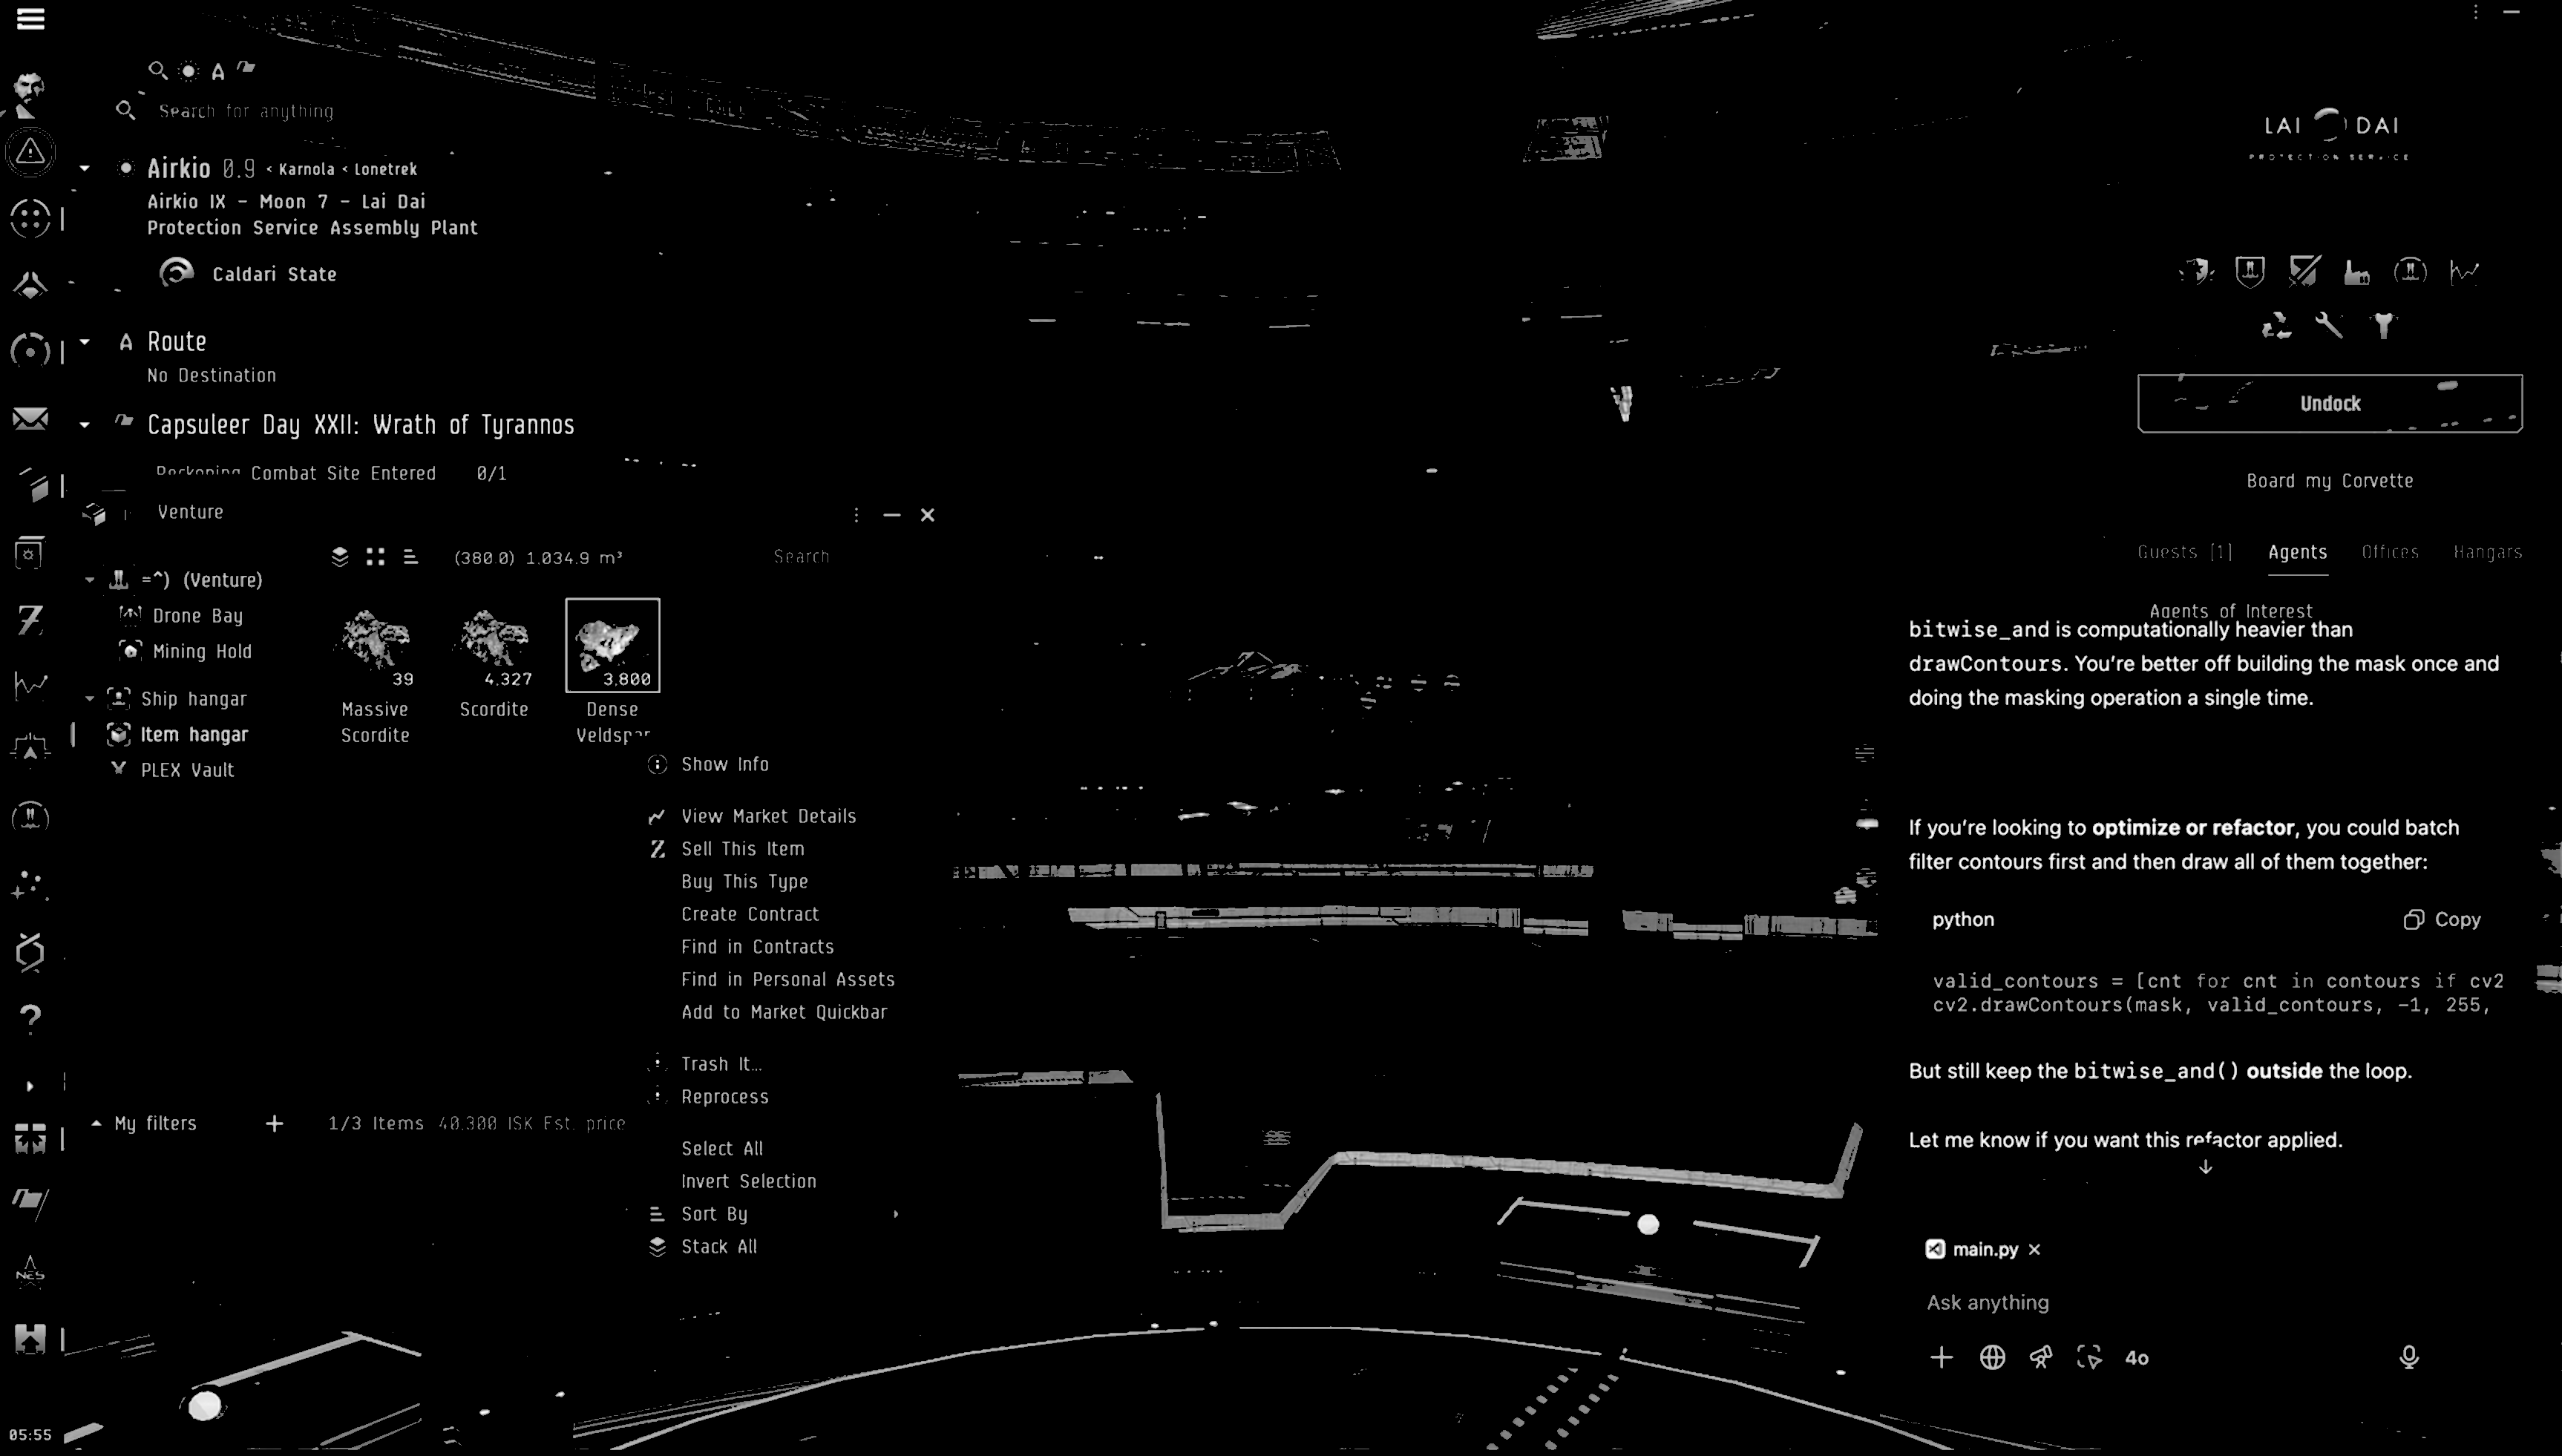 Search for anything
Airkio 0.9 < Karnola < Lonetrek
Airkio IX - Moon 7 - Lai Dai
Protection Service Assembly Plant
Caldari State
Route
No Destination
Capsuleer Day XXII: Wrath of Tyrannos
Reckoning Combat Site Entered 0/1
Venture
(380.0) 1,034.9 m³
Search
=^) (Venture)
Drone Bay
Mining Hold
Ship hangar
Item hangar
PLEX Vault
39
Massive
Scordite
4,327
Scordite
3,800
Dense
Veldspar
Show Info
View Market Details
Sell This Item
Buy This Type
Create Contract
Find in Contracts
Find in Personal Assets
Add to Market Quickbar
Trash It...
Reprocess
Select All
Invert Selection
Sort By
Stack All
My filters
1/3 Items 40,300 ISK Est. price
NES
05:55
LAI DAI
PROTECTION SERVICE
Undock
Board my Corvette
Guests [1] Agents Offices Hangars
Agents of Interest
bitwise_and is computationally heavier than
drawContours. You’re better off building the mask once and
doing the masking operation a single time.
If you’re looking to optimize or refactor, you could batch
filter contours first and then draw all of them together:
python
Copy
valid_contours = [cnt for cnt in contours if cv2
cv2.drawContours(mask, valid_contours, -1, 255,
But still keep the bitwise_and() outside the loop.
Let me know if you want this refactor applied.
main.py
Ask anything
4o